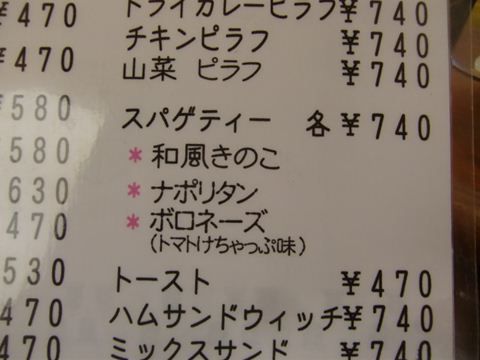 ¥470
¥470
¥580
¥580
¥630
470
¥530
470
470
ドライカレーピラフ ¥740
チキンピラフ ¥740
山菜 ピラフ ¥740
スパゲティー 各 ¥740
*和風きのこ
*ナポリタン
*ボロネーズ
(トマトけちゃっぷ味)
トースト ¥470
ハムサンドウィッチ ¥740
ミックスサンド ¥740